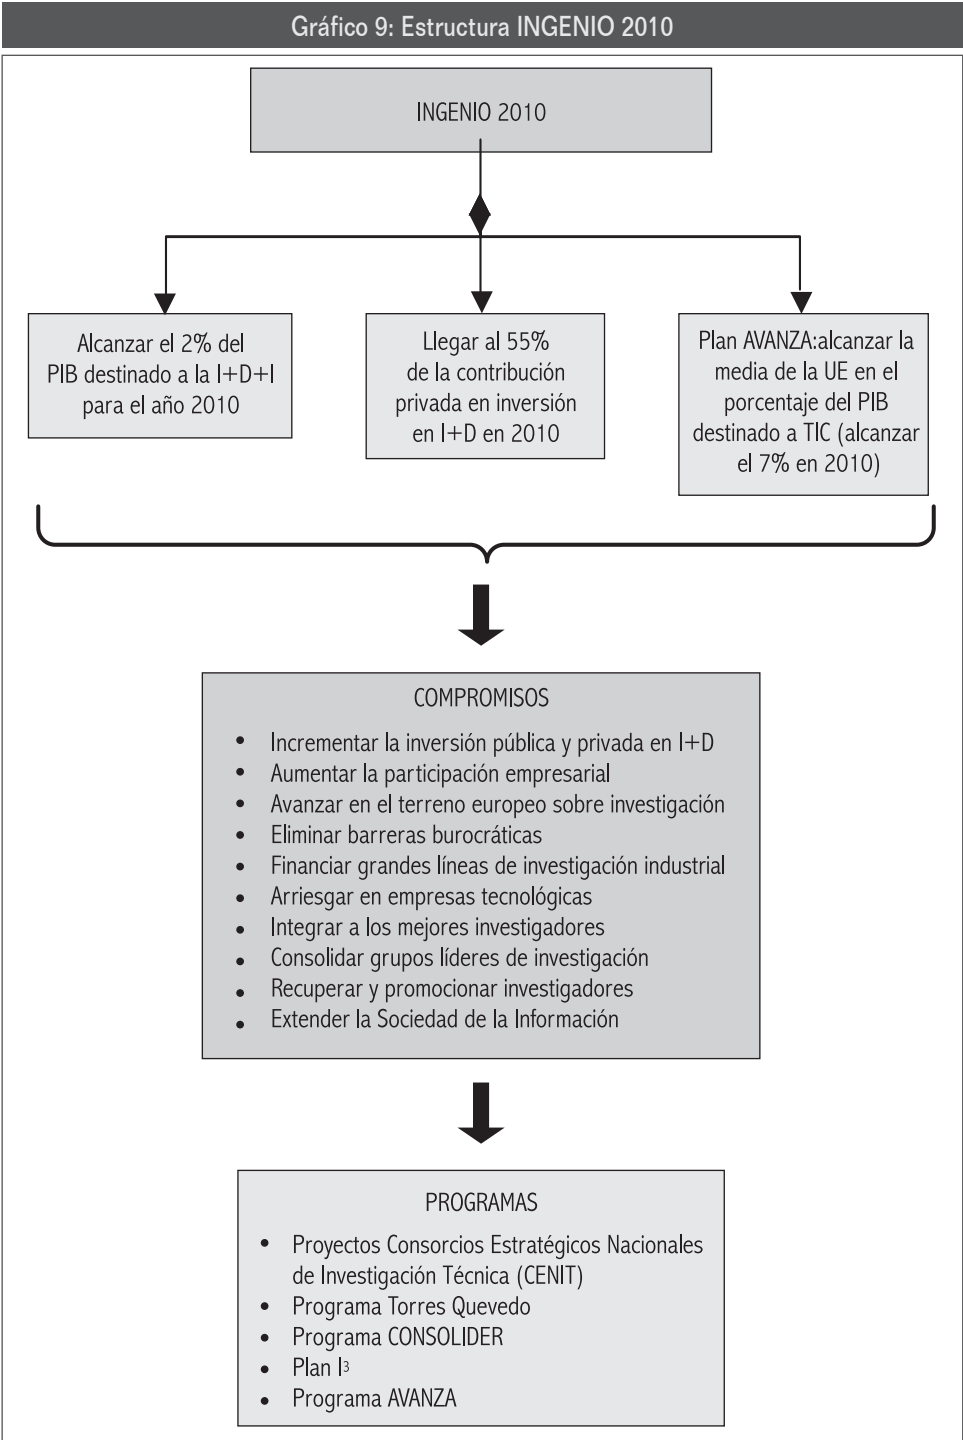 Gráfico 9: Estructura INGENIO 2010
INGENIO 2010
Alcanzar el 2% del
PIB destinado a la I+D+I
para el año 2010
Llegar al 55%
de la contribución
privada en inversión
en I+D en 2010
Plan AVANZA:alcanzar la
media de la UE en el
porcentaje del PIB
destinado a TIC (alcanzar
el 7% en 2010)
COMPROMISOS
• Incrementar la inversión pública y privada en I+D
• Aumentar la participación empresarial
• Avanzar en el terreno europeo sobre investigación
• Eliminar barreras burocráticas
• Financiar grandes líneas de investigación industrial
• Arriesgar en empresas tecnológicas
• Integrar a los mejores investigadores
• Consolidar grupos líderes de investigación
• Recuperar y promocionar investigadores
• Extender la Sociedad de la Información
PROGRAMAS
• Proyectos Consorcios Estratégicos Nacionales
de Investigación Técnica (CENIT)
• Programa Torres Quevedo
• Programa CONSOLIDER
• Plan I³
• Programa AVANZA